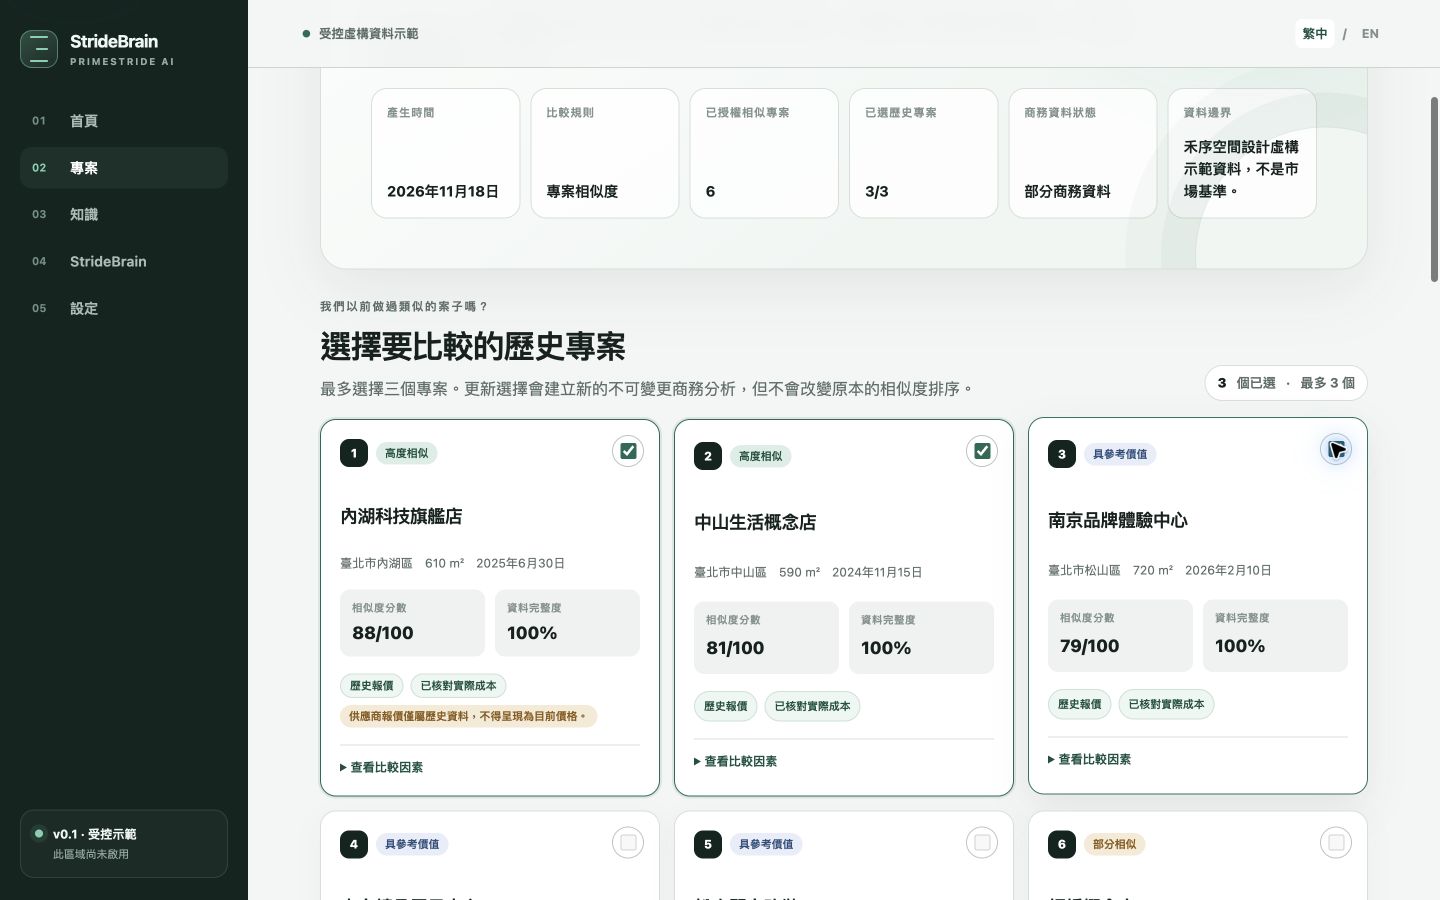 StrideBrain
PRIMESTRIDE AI
01 首頁
02 專案
03 知識
04 StrideBrain
05 設定
v0.1 · 受控示範
此區域尚未啟用
受控虛構資料示範
繁中 / EN
產生時間
2026年11月18日
比較規則
專案相似度
已授權相似專案
6
已選歷史專案
3/3
商務資料狀態
部分商務資料
資料邊界
禾序空間設計虛構
示範資料，不是市
場基準。
我們以前做過類似的案子嗎？
選擇要比較的歷史專案
最多選擇三個專案。更新選擇會建立新的不可變更商務分析，但不會改變原本的相似度排序。
3 個已選 · 最多 3 個
1 高度相似
內湖科技旗艦店
臺北市內湖區 610 m² 2025年6月30日
相似度分數
88/100
資料完整度
100%
歷史報價 已核對實際成本
供應商報價僅屬歷史資料，不得呈現為目前價格。
▶ 查看比較因素
2 高度相似
中山生活概念店
臺北市中山區 590 m² 2024年11月15日
相似度分數
81/100
資料完整度
100%
歷史報價 已核對實際成本
▶ 查看比較因素
3 具參考價值
南京品牌體驗中心
臺北市松山區 720 m² 2026年2月10日
相似度分數
79/100
資料完整度
100%
歷史報價 已核對實際成本
▶ 查看比較因素
4 具參考價值
5 具參考價值
6 部分相似